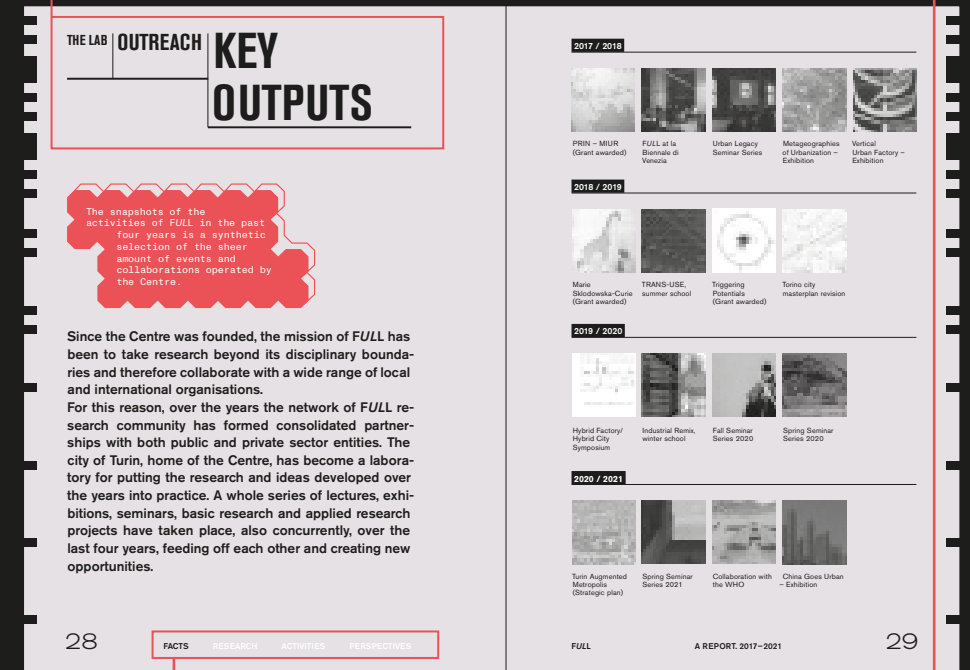 THE LAB
OUTREACH
KEY
OUTPUTS
The snapshots of the
activities of FULL in the past
four years is a synthetic
selection of the sheer
amount of events and
collaborations operated by
the Centre.
Since the Centre was founded, the mission of FULL has
been to take research beyond its disciplinary bounda-
ries and therefore collaborate with a wide range of local
and international organisations.
For this reason, over the years the network of FULL re-
search community has formed consolidated partner-
ships with both public and private sector entities. The
city of Turin, home of the Centre, has become a labora-
tory for putting the research and ideas developed over
the years into practice. A whole series of lectures, exhi-
bitions, seminars, basic research and applied research
projects have taken place, also concurrently, over the
last four years, feeding off each other and creating new
opportunities.
28
FACTS
RESEARCH
ACTIVITIES
PERSPECTIVES
2017 / 2018
PRIN – MIUR
(Grant awarded)
FULL at la
Biennale di
Venezia
Urban Legacy
Seminar Series
Metageographies
of Urbanization –
Exhibition
Vertical
Urban Factory –
Exhibition
2018 / 2019
Marie
Sklodowska-Curie
(Grant awarded)
TRANS-USE,
summer school
Triggering
Potentials
(Grant awarded)
Torino city
masterplan revision
2019 / 2020
Hybrid Factory/
Hybrid City
Symposium
Industrial Remix,
winter school
Fall Seminar
Series 2020
Spring Seminar
Series 2020
2020 / 2021
Turin Augmented
Metropolis
(Strategic plan)
Spring Seminar
Series 2021
Collaboration with
the WHO
China Goes Urban
– Exhibition
FULL
A REPORT. 2017–2021
29